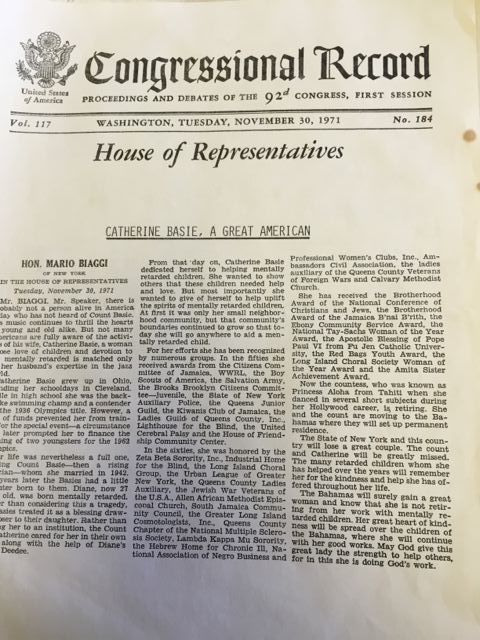 United States
of America
Congressional Record
PROCEEDINGS AND DEBATES OF THE 92d CONGRESS, FIRST SESSION
Vol. 117 WASHINGTON, TUESDAY, NOVEMBER 30, 1971 No. 184
House of Representatives
CATHERINE BASIE, A GREAT AMERICAN
HON. MARIO BIAGGI
OF NEW YORK
IN THE HOUSE OF REPRESENTATIVES
Tuesday, November 30, 1971
Mr. BIAGGI. Mr. Speaker, there is
obably not a person alive in America
day who has not heard of Count Basie.
s music continues to thrill the hearts
young and old alike. But not many
ericans are fully aware of the activi-
of his wife, Catherine Basie, a woman
ose love of children and devotion to
mentally retarded is matched only
her husband's expertise in the jazz
d.
atherine Basie grew up in Ohio,
nding her schooldays in Cleveland.
ile in high school she was the back-
ke swimming champ and a contender
the 1936 Olympics title. However, a
of funds prevented her from train-
for the special event—a circumstance
later prompted her to finance the
ing of two youngsters for the 1963
pics.
life was nevertheless a full one,
ing Count Basie—then a rising
cian—whom she married in 1942.
years later the Basies had a little
ter born to them. Diane, now 27
old, was born mentally retarded.
r than considering this a tragedy,
asies treated it as a blessing draw-
oser to their daughter. Rather than
ng her to an institution, the Count
atherine cared for her in their own
along with the help of Diane's
Deedee.
From that day on, Catherine Basie
dedicated herself to helping mentally
retarded children. She wanted to show
others that these children needed help
and love. But most importantly she
wanted to give of herself to help uplift
the spirits of mentally retarded children.
At first it was only her small neighbor-
hood community, but that community's
boundaries continued to grow so that to-
day she will go anywhere to aid a men-
tally retarded child.
For her efforts she has been recognized
by numerous groups. In the fifties she
received awards from the Citizens Com-
mittee of Jamaica, WWRL, the Boy
Scouts of America, the Salvation Army,
the Brooks Brooklyn Citizens Commit-
tee—Juvenile, the State of New York
Auxiliary, the South Jamaica Junior
Guild, the Kiwanis Club of Jamaica, the
Ladies Guild of Queens County, Inc.,
Lighthouse for the Blind, the United
Cerebral Palsy and the House of Friend-
ship Community Center.
In the sixties, she was honored by the
Zeta Beta Sorority, Inc., Industrial Home
for the Blind, the Long Island Choral
Group, the Urban League of Greater
New York, the Queens County Ladies
Auxiliary, the Jewish War Veterans of
the U.S.A., Allen African Methodist Epis-
copal Church, South Jamaica Commu-
nity Council, the Greater Long Island
Cosmotologists, Inc., Queens County
Chapter of the National Multiple Sclero-
sis Society, Lambda Kappa Mu Sorority,
the Hebrew Home for Chronic Ill, Na-
tional Association of Negro Business and
Professional Women's Clubs, Inc., Am-
bassadors Civil Association, the ladies
auxiliary of the Queens County Veterans
of Foreign Wars and Calvary Methodist
Church.
She has received the Brotherhood
Award of the National Conference of
Christians and Jews, the Brotherhood
Award of the Jamaica B'nai B'rith, the
Ebony Community Service Award, the
National Tay-Sachs Woman of the Year
Award, the Apostolic Blessing of Pope
Paul VI from Fu Jen Catholic Univer-
sity, the Red Bags Youth Award, the
Long Island Choral Society Woman of
the Year Award and the Amita Sister
Achievement Award.
Now the countess, who was known as
Princess Aloha from Tahiti when she
danced in several short subjects during
her Hollywood career, is retiring. She
and the count are moving to the Ba-
hamas where they will set up permanent
residence.
The State of New York and this coun-
try will lose a great couple. The count
and Catherine will be greatly missed.
The many retarded children whom she
has helped over the years will remember
her for the kindness and help she has of-
fered throughout her life.
The Bahamas will surely gain a great
woman and know that she is not retir-
ing from her work with mentally re-
tarded children. Her great heart of kind-
ness will be spread over the children of
the Bahamas, where she will continue
with her good works. May God give this
great lady the strength to help others,
for in this she is doing God's work.